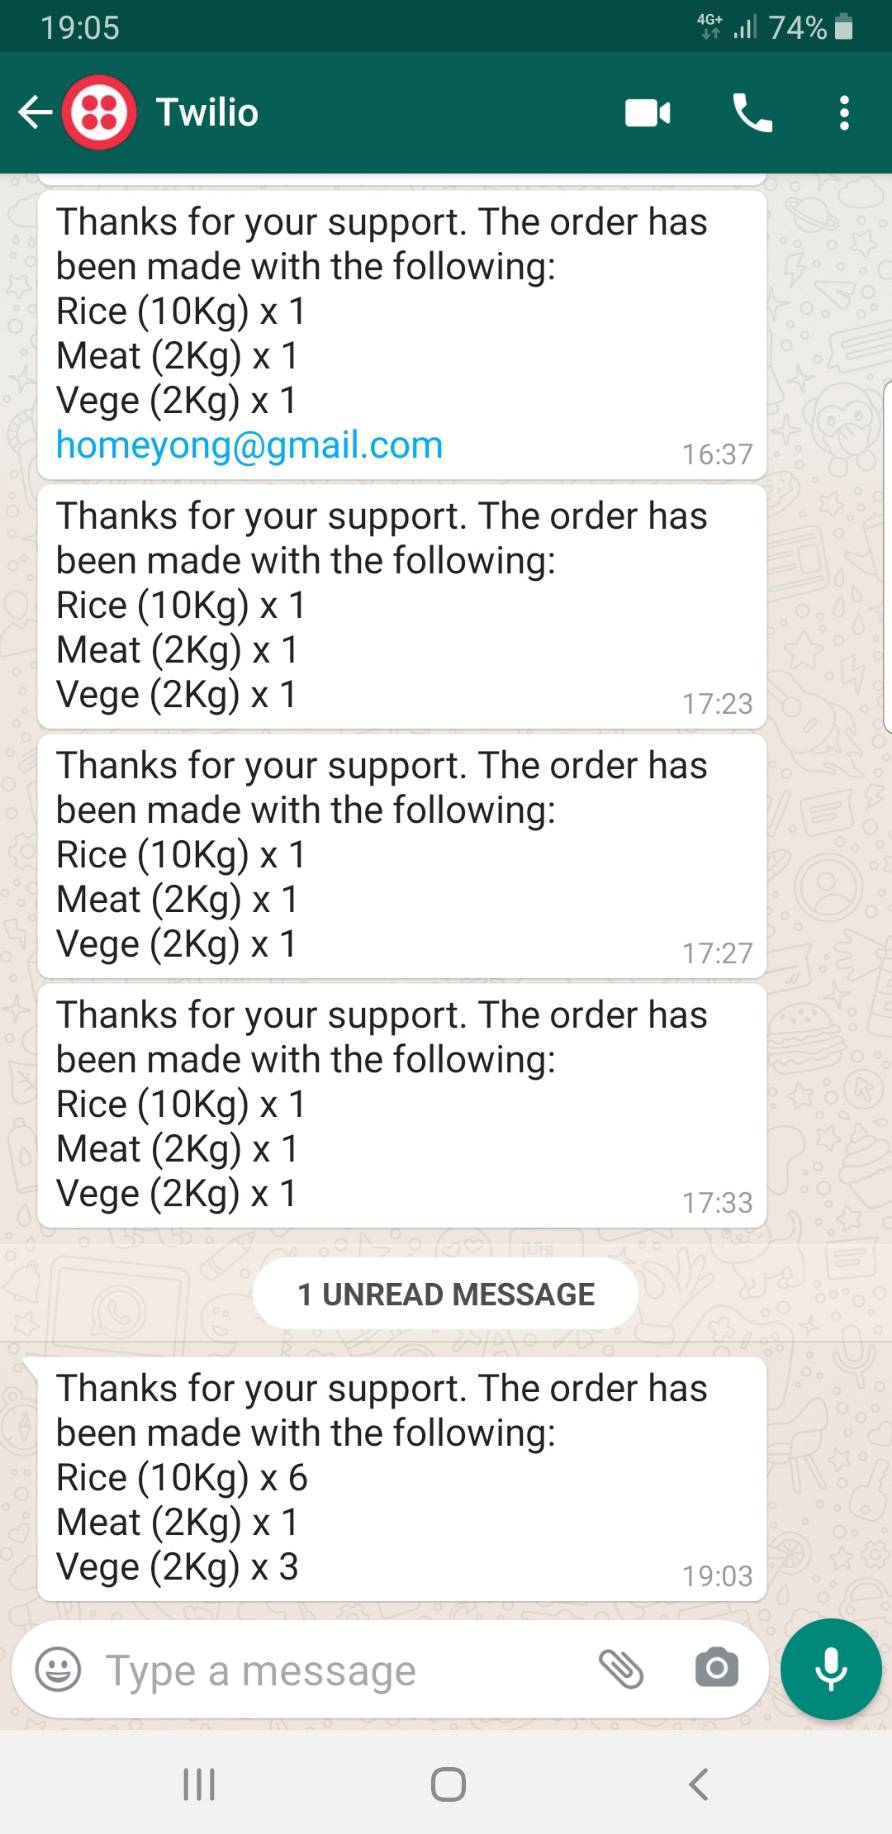 19:05
4G+
74%
Twilio
Thanks for your support. The order has
been made with the following:
Rice (10Kg) x 1
Meat (2Kg) x 1
Vege (2Kg) x 1
homeyong@gmail.com
16:37
Thanks for your support. The order has
been made with the following:
Rice (10Kg) x 1
Meat (2Kg) x 1
Vege (2Kg) x 1
17:23
Thanks for your support. The order has
been made with the following:
Rice (10Kg) x 1
Meat (2Kg) x 1
Vege (2Kg) x 1
17:27
Thanks for your support. The order has
been made with the following:
Rice (10Kg) x 1
Meat (2Kg) x 1
Vege (2Kg) x 1
17:33
1 UNREAD MESSAGE
Thanks for your support. The order has
been made with the following:
Rice (10Kg) x 6
Meat (2Kg) x 1
Vege (2Kg) x 3
19:03
Type a message